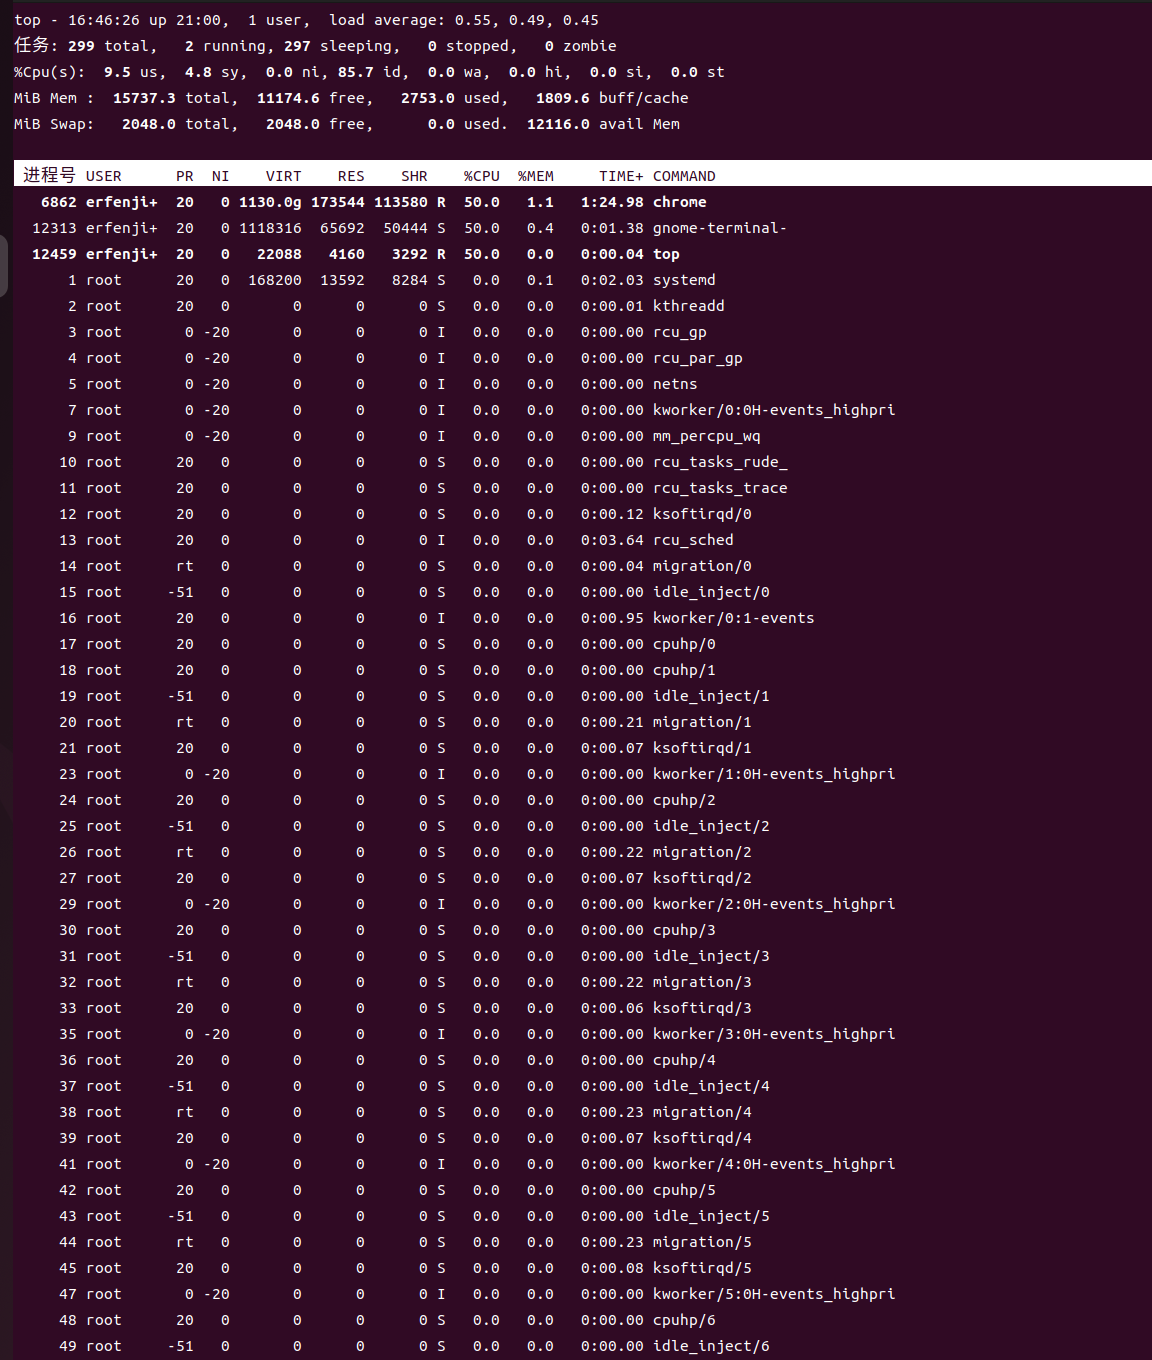 top - 16:46:26 up 21:00,  1 user,  load average: 0.55, 0.49, 0.45
任务: 299 total,   2 running, 297 sleeping,   0 stopped,   0 zombie
%Cpu(s):  9.5 us,  4.8 sy,  0.0 ni, 85.7 id,  0.0 wa,  0.0 hi,  0.0 si,  0.0 st
MiB Mem :  15737.3 total,  11174.6 free,   2753.0 used,   1809.6 buff/cache
MiB Swap:   2048.0 total,   2048.0 free,      0.0 used.  12116.0 avail Mem
进程号 USER      PR  NI    VIRT    RES    SHR    %CPU  %MEM     TIME+ COMMAND
6862 erfenji+  20   0 1130.0g 173544 113580 R  50.0   1.1   1:24.98 chrome
12313 erfenji+  20   0 1118316  65692  50444 S  50.0   0.4   0:01.38 gnome-terminal-
12459 erfenji+  20   0   22088   4160   3292 R  50.0   0.0   0:00.04 top
1 root      20   0  168200  13592   8284 S   0.0   0.1   0:02.03 systemd
2 root      20   0       0      0      0 S   0.0   0.0   0:00.01 kthreadd
3 root       0 -20       0      0      0 I   0.0   0.0   0:00.00 rcu_gp
4 root       0 -20       0      0      0 I   0.0   0.0   0:00.00 rcu_par_gp
5 root       0 -20       0      0      0 I   0.0   0.0   0:00.00 netns
7 root       0 -20       0      0      0 I   0.0   0.0   0:00.00 kworker/0:0H-events_highpri
9 root       0 -20       0      0      0 I   0.0   0.0   0:00.00 mm_percpu_wq
10 root      20   0       0      0      0 S   0.0   0.0   0:00.00 rcu_tasks_rude_
11 root      20   0       0      0      0 S   0.0   0.0   0:00.00 rcu_tasks_trace
12 root      20   0       0      0      0 S   0.0   0.0   0:00.12 ksoftirqd/0
13 root      20   0       0      0      0 I   0.0   0.0   0:03.64 rcu_sched
14 root      rt   0       0      0      0 S   0.0   0.0   0:00.04 migration/0
15 root     -51   0       0      0      0 S   0.0   0.0   0:00.00 idle_inject/0
16 root      20   0       0      0      0 I   0.0   0.0   0:00.95 kworker/0:1-events
17 root      20   0       0      0      0 S   0.0   0.0   0:00.00 cpuhp/0
18 root      20   0       0      0      0 S   0.0   0.0   0:00.00 cpuhp/1
19 root     -51   0       0      0      0 S   0.0   0.0   0:00.00 idle_inject/1
20 root      rt   0       0      0      0 S   0.0   0.0   0:00.21 migration/1
21 root      20   0       0      0      0 S   0.0   0.0   0:00.07 ksoftirqd/1
23 root       0 -20       0      0      0 I   0.0   0.0   0:00.00 kworker/1:0H-events_highpri
24 root      20   0       0      0      0 S   0.0   0.0   0:00.00 cpuhp/2
25 root     -51   0       0      0      0 S   0.0   0.0   0:00.00 idle_inject/2
26 root      rt   0       0      0      0 S   0.0   0.0   0:00.22 migration/2
27 root      20   0       0      0      0 S   0.0   0.0   0:00.07 ksoftirqd/2
29 root       0 -20       0      0      0 I   0.0   0.0   0:00.00 kworker/2:0H-events_highpri
30 root      20   0       0      0      0 S   0.0   0.0   0:00.00 cpuhp/3
31 root     -51   0       0      0      0 S   0.0   0.0   0:00.00 idle_inject/3
32 root      rt   0       0      0      0 S   0.0   0.0   0:00.22 migration/3
33 root      20   0       0      0      0 S   0.0   0.0   0:00.06 ksoftirqd/3
35 root       0 -20       0      0      0 I   0.0   0.0   0:00.00 kworker/3:0H-events_highpri
36 root      20   0       0      0      0 S   0.0   0.0   0:00.00 cpuhp/4
37 root     -51   0       0      0      0 S   0.0   0.0   0:00.00 idle_inject/4
38 root      rt   0       0      0      0 S   0.0   0.0   0:00.23 migration/4
39 root      20   0       0      0      0 S   0.0   0.0   0:00.07 ksoftirqd/4
41 root       0 -20       0      0      0 I   0.0   0.0   0:00.00 kworker/4:0H-events_highpri
42 root      20   0       0      0      0 S   0.0   0.0   0:00.00 cpuhp/5
43 root     -51   0       0      0      0 S   0.0   0.0   0:00.00 idle_inject/5
44 root      rt   0       0      0      0 S   0.0   0.0   0:00.23 migration/5
45 root      20   0       0      0      0 S   0.0   0.0   0:00.08 ksoftirqd/5
47 root       0 -20       0      0      0 I   0.0   0.0   0:00.00 kworker/5:0H-events_highpri
48 root      20   0       0      0      0 S   0.0   0.0   0:00.00 cpuhp/6
49 root     -51   0       0      0      0 S   0.0   0.0   0:00.00 idle_inject/6